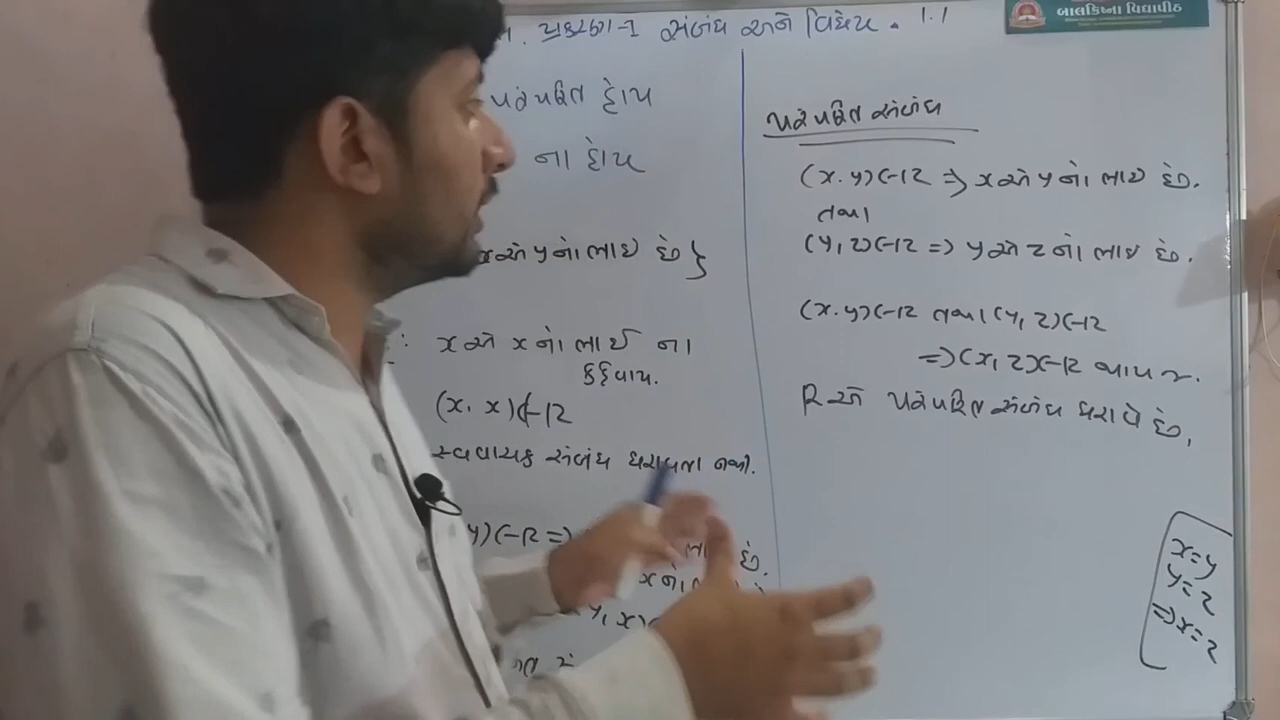 પ્રકરણ-1 સંબંધ અને વિધેય. 1.1
બાલકિષ્ના વિદ્યાપીઠ
પરંપરિત હોય
ના હોય
x એ y નો ભાઈ છે}
x એ x નો ભાઈ ના
કહેવાય.
(x, x) ∉ R
સ્વવાચક સંબંધ ધરાવતા નથી.
y) ∈ R =>
છે.
x નો
y, x)
પરંપરિત સંબંધ
(x.y) ∈ R => x એ y નો ભાઈ છે.
તથા
(y, z) ∈ R => y એ z નો ભાઈ છે.
(x.y) ∈ R તથા (y, z) ∈ R
=> (x, z) ∈ R થાય જ.
R એ પરંપરિત સંબંધ ધરાવે છે.
x=y
y=z
=> x=z